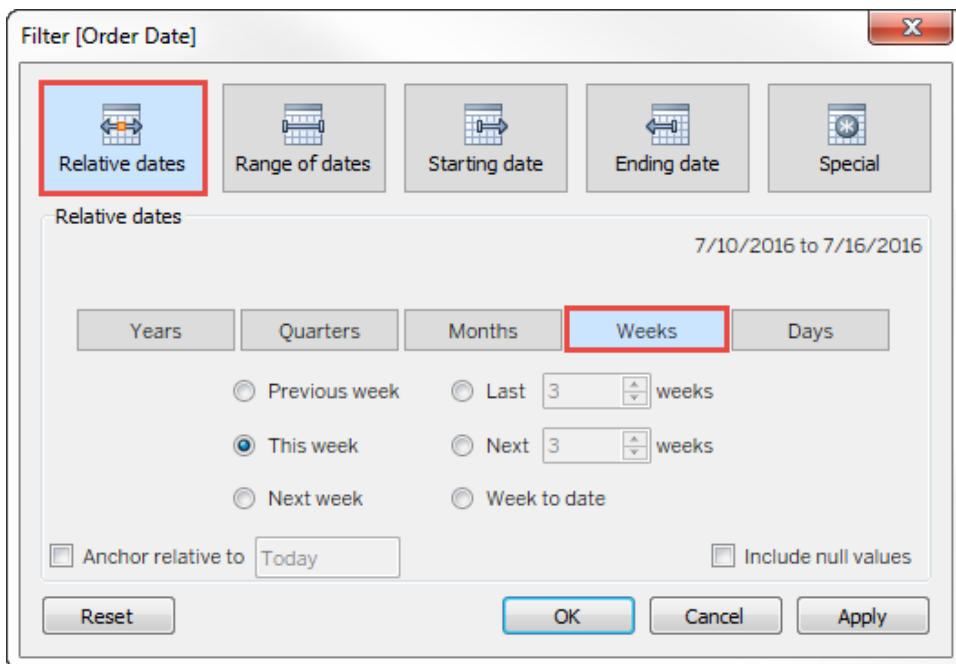 Filter [Order Date]
Relative dates Range of dates Starting date Ending date Special
Relative dates
7/10/2016 to 7/16/2016
Years Quarters Months Weeks Days
Previous week Last 3 weeks
This week Next 3 weeks
Next week Week to date
Anchor relative to Today Include null values
Reset OK Cancel Apply